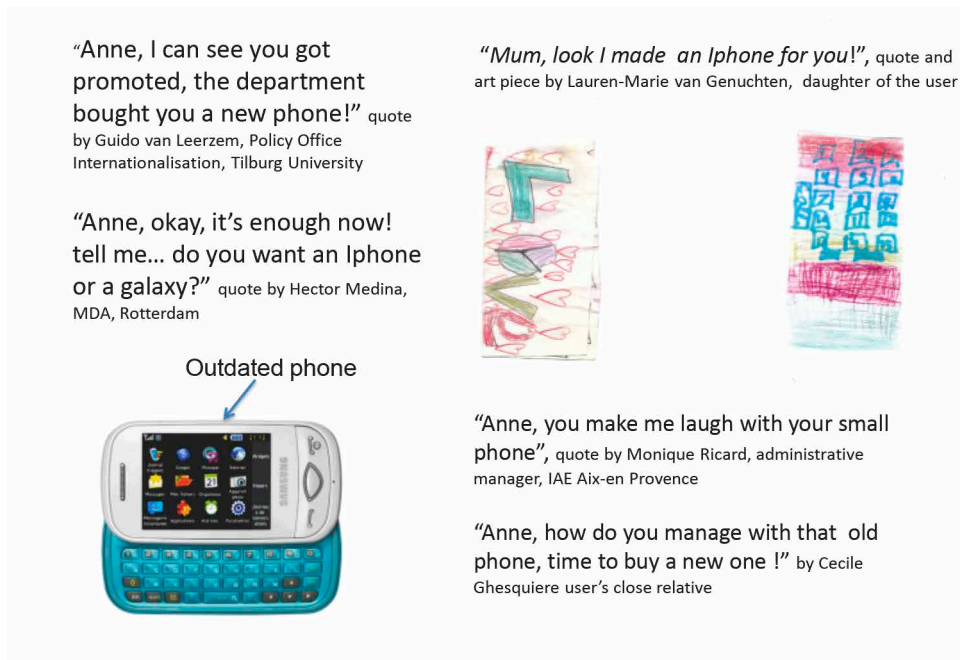 “Anne, I can see you got
promoted, the department
bought you a new phone!” quote
by Guido van Leerzem, Policy Office
Internationalisation, Tilburg University
“Anne, okay, it’s enough now!
tell me… do you want an Iphone
or a galaxy?” quote by Hector Medina,
MDA, Rotterdam
Outdated phone
SAMSUNG
“Mum, look I made an Iphone for you!”, quote and
art piece by Lauren-Marie van Genuchten, daughter of the user
LOVE
“Anne, you make me laugh with your small
phone”, quote by Monique Ricard, administrative
manager, IAE Aix-en Provence
“Anne, how do you manage with that old
phone, time to buy a new one !” by Cecile
Ghesquiere user’s close relative